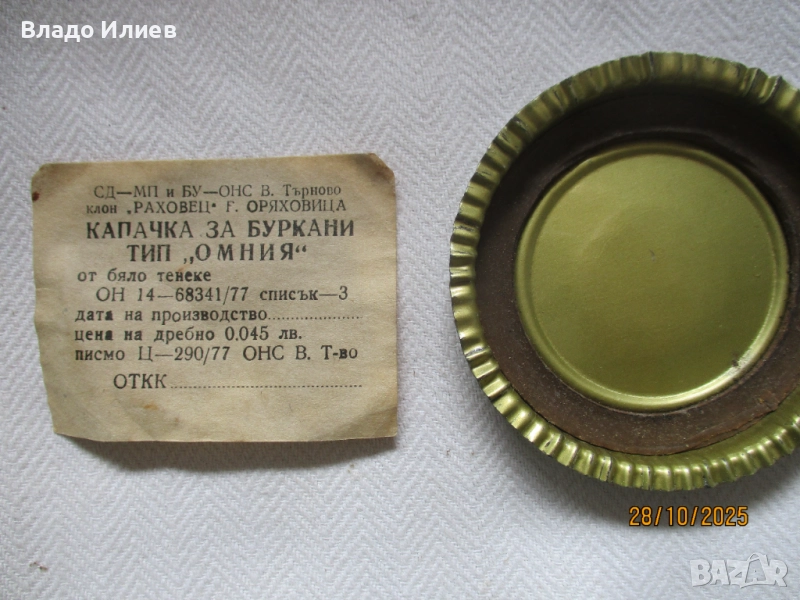 Владо Илиев
СД—МП и БУ—ОНС В. Търново
клон „РАХОВЕЦ" Г. ОРЯХОВИЦА
КАПАЧКА ЗА БУРКАНИ
ТИП „ОМНИЯ"
от бяло тенеке
ОН 14—68341/77 списък—3
дата на производство
цена на дребно 0.045 лв.
писмо Ц—290/77 ОНС В. Т-во
ОТКК
28/10/2025
BAZAR